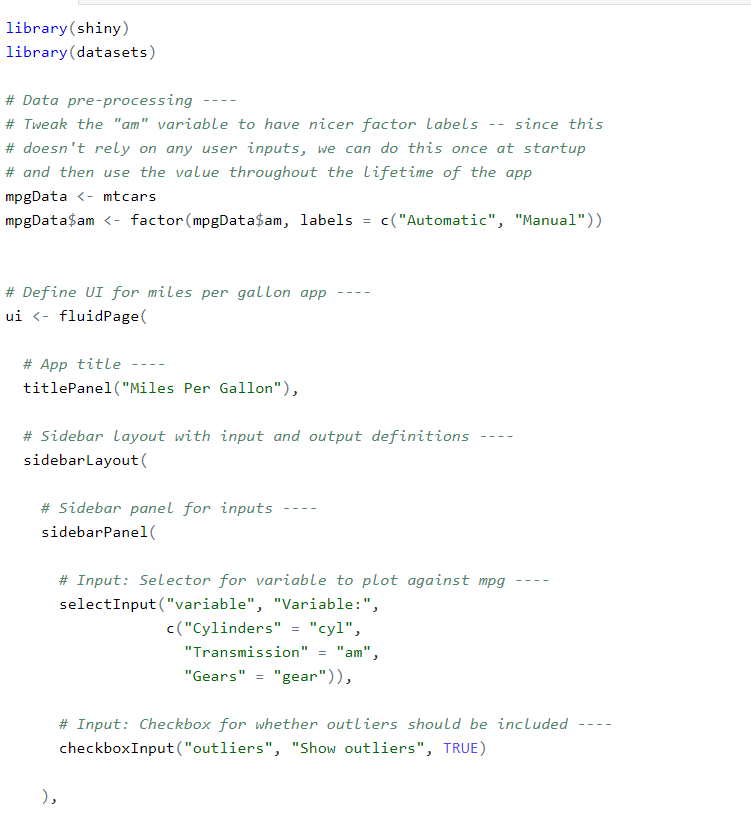 library(shiny)
library(datasets)

# Data pre-processing ----
# Tweak the "am" variable to have nicer factor labels -- since this
# doesn't rely on any user inputs, we can do this once at startup
# and then use the value throughout the lifetime of the app
mpgData <- mtcars
mpgData$am <- factor(mpgData$am, labels = c("Automatic", "Manual"))


# Define UI for miles per gallon app ----
ui <- fluidPage(

  # App title ----
  titlePanel("Miles Per Gallon"),

  # Sidebar layout with input and output definitions ----
  sidebarLayout(

    # Sidebar panel for inputs ----
    sidebarPanel(

      # Input: Selector for variable to plot against mpg ----
      selectInput("variable", "Variable:",
                  c("Cylinders" = "cyl",
                    "Transmission" = "am",
                    "Gears" = "gear")),

      # Input: Checkbox for whether outliers should be included ----
      checkboxInput("outliers", "Show outliers", TRUE)

    ),